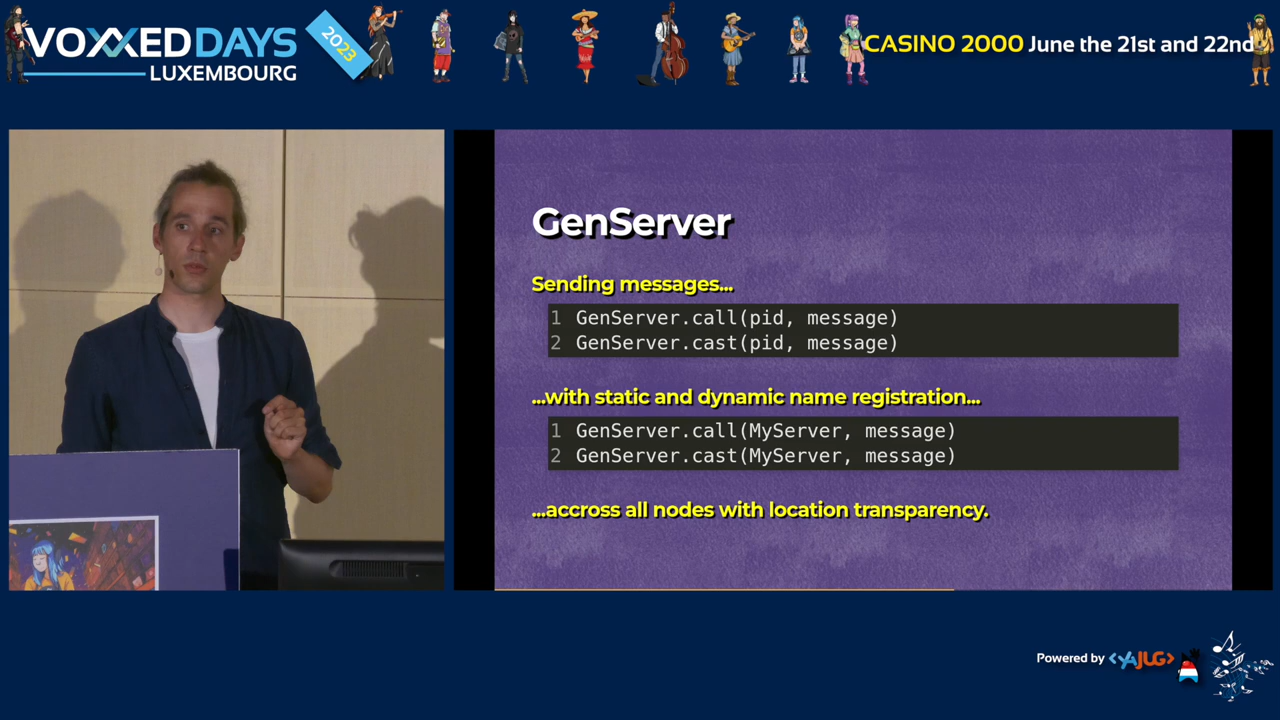 VOXXED DAYS
LUXEMBOURG
2023
CASINO 2000 June the 21st and 22nd
GenServer
Sending messages...
1 GenServer.call(pid, message)
2 GenServer.cast(pid, message)
...with static and dynamic name registration...
1 GenServer.call(MyServer, message)
2 GenServer.cast(MyServer, message)
...accross all nodes with location transparency.
Powered by <YAJUG>